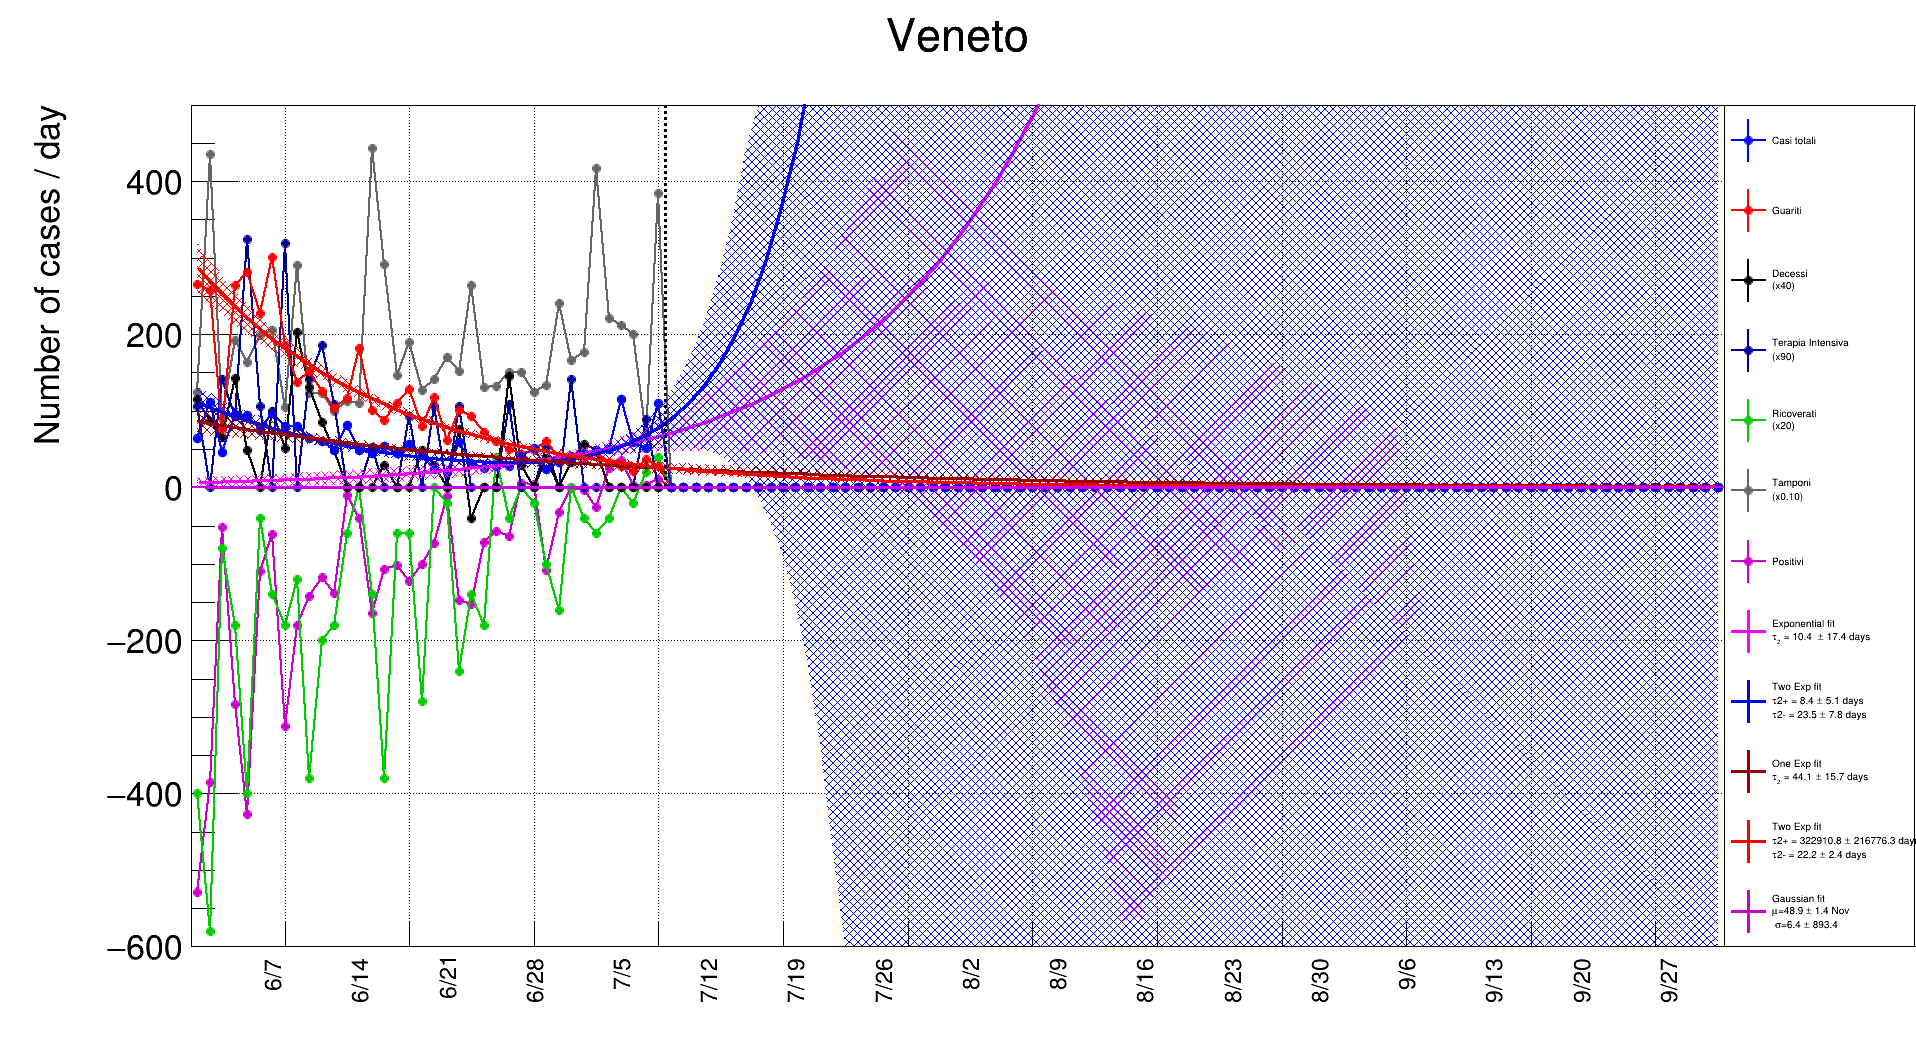 Veneto
Number of cases / day
400
200
0
−200
−400
−600
6/7
6/14
6/21
6/28
7/5
7/12
7/19
7/26
8/2
8/9
8/16
8/23
8/30
9/6
9/13
9/20
9/27
Casi totali
Guariti
Decessi
(x40)
Terapia Intensiva
(x90)
Ricoverati
(x20)
Tamponi
(x0.10)
Positivi
Exponential fit
τ₂ = 10.4 ± 17.4 days
Two Exp fit
τ2+ = 8.4 ± 5.1 days
τ2- = 23.5 ± 7.8 days
One Exp fit
τ₂ = 44.1 ± 15.7 days
Two Exp fit
τ2+ = 322910.8 ± 216776.3 day
τ2- = 22.2 ± 2.4 days
Gaussian fit
μ=48.9 ± 1.4 Nov
σ=6.4 ± 893.4